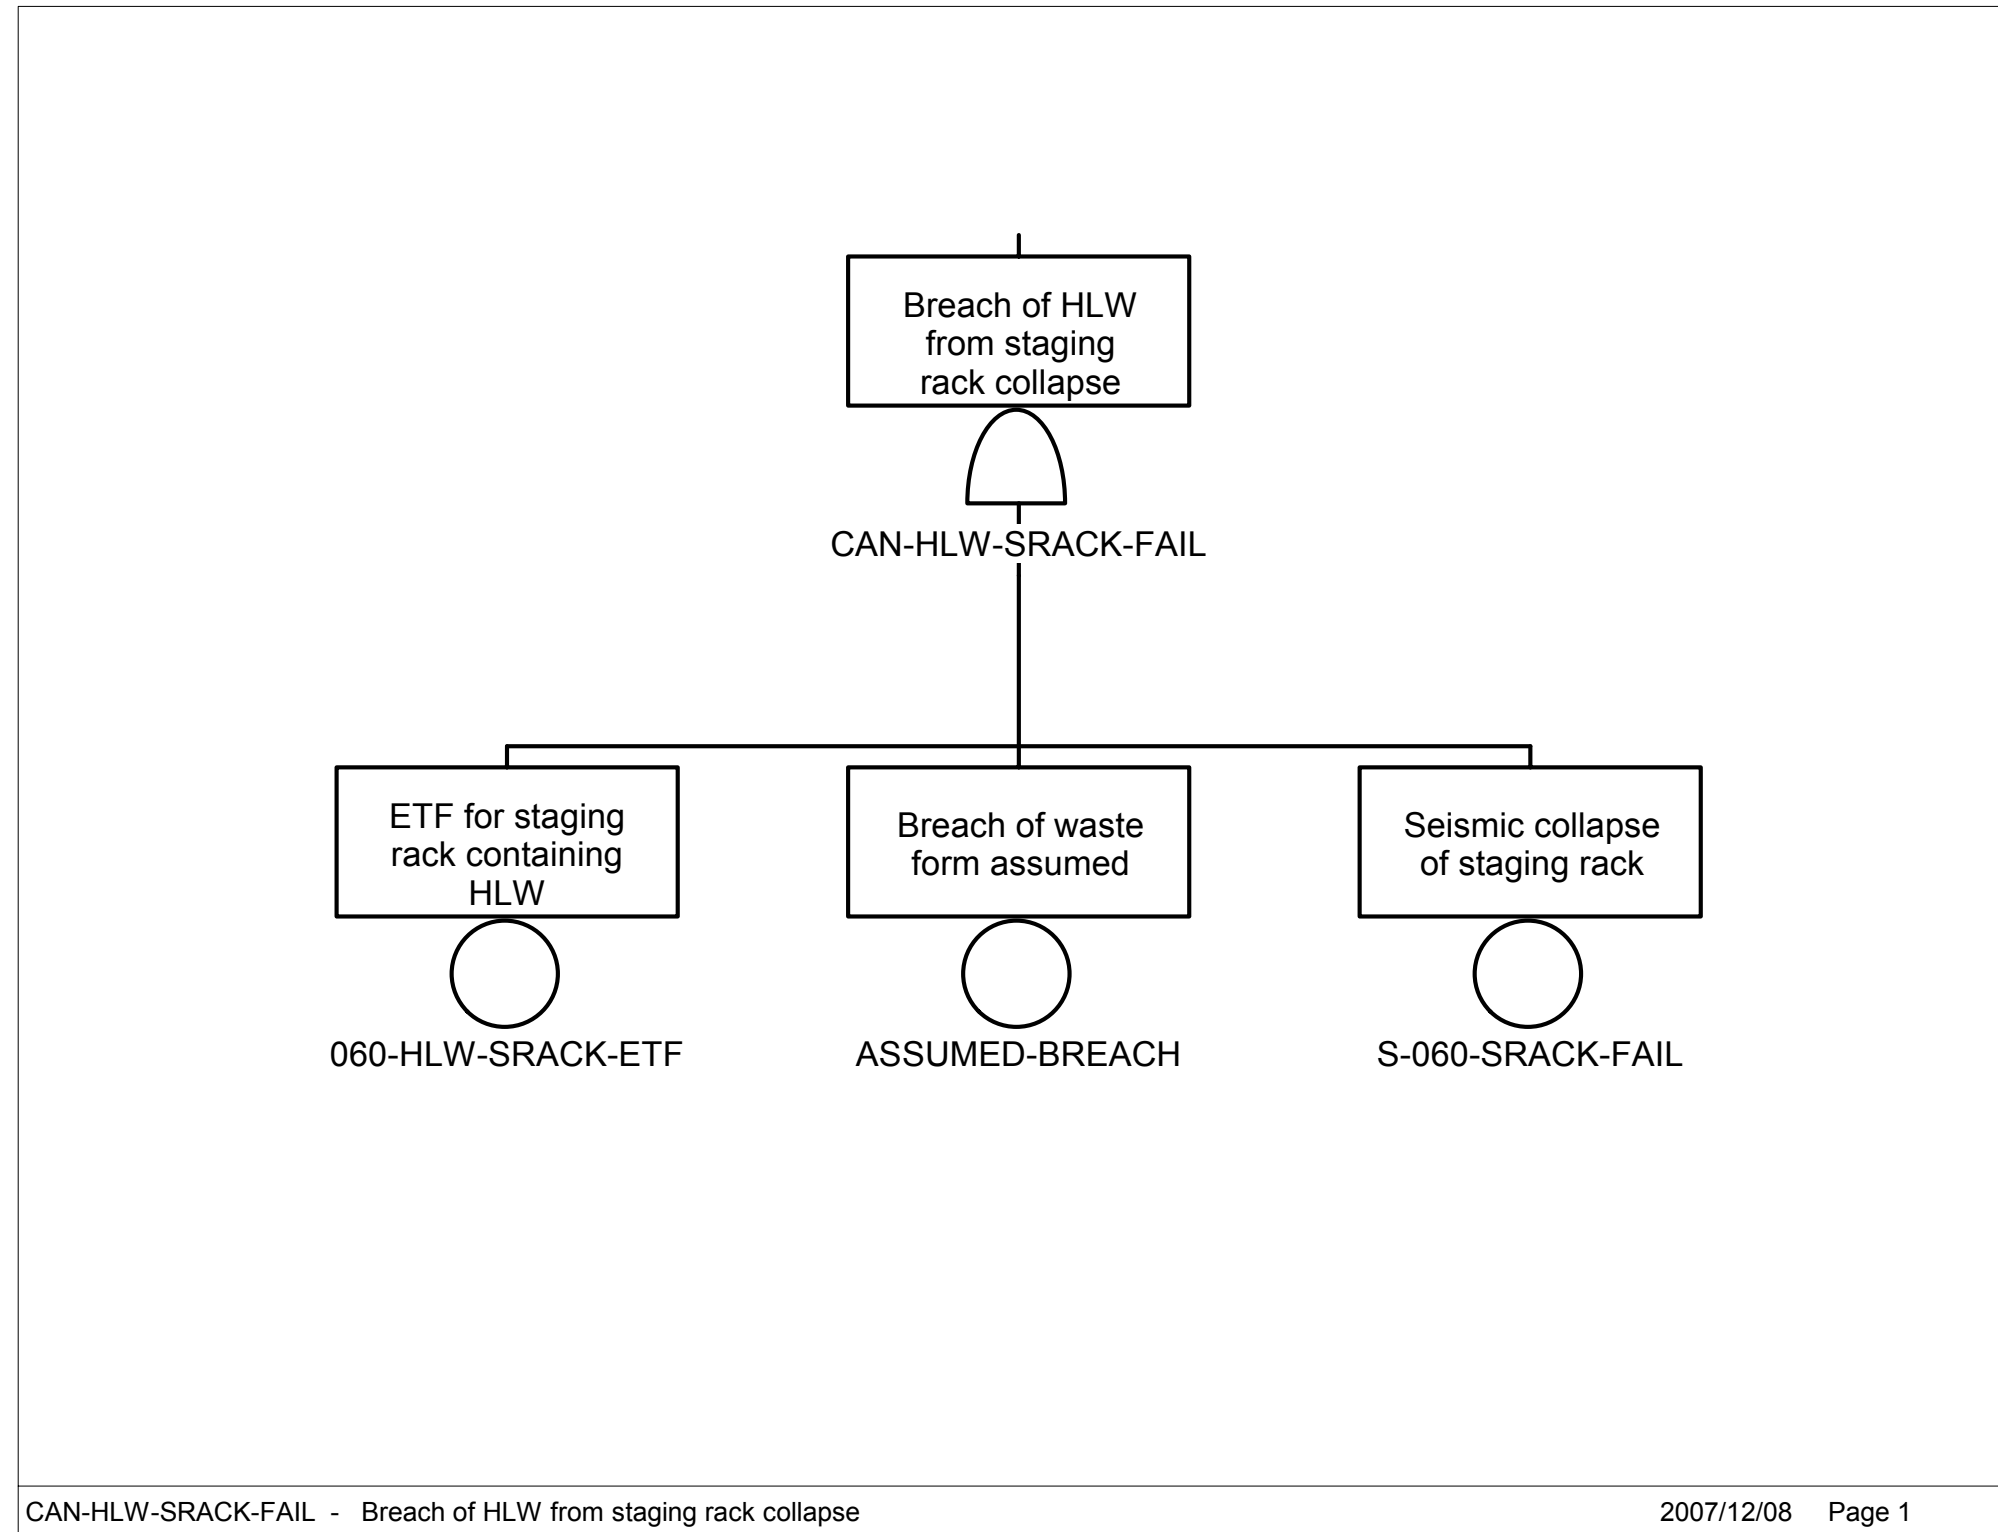 Breach of HLW
from staging
rack collapse
CAN-HLW-SRACK-FAIL
ETF for staging
rack containing
HLW
060-HLW-SRACK-ETF
Breach of waste
form assumed
ASSUMED-BREACH
Seismic collapse
of staging rack
S-060-SRACK-FAIL
CAN-HLW-SRACK-FAIL - Breach of HLW from staging rack collapse 2007/12/08 Page 1